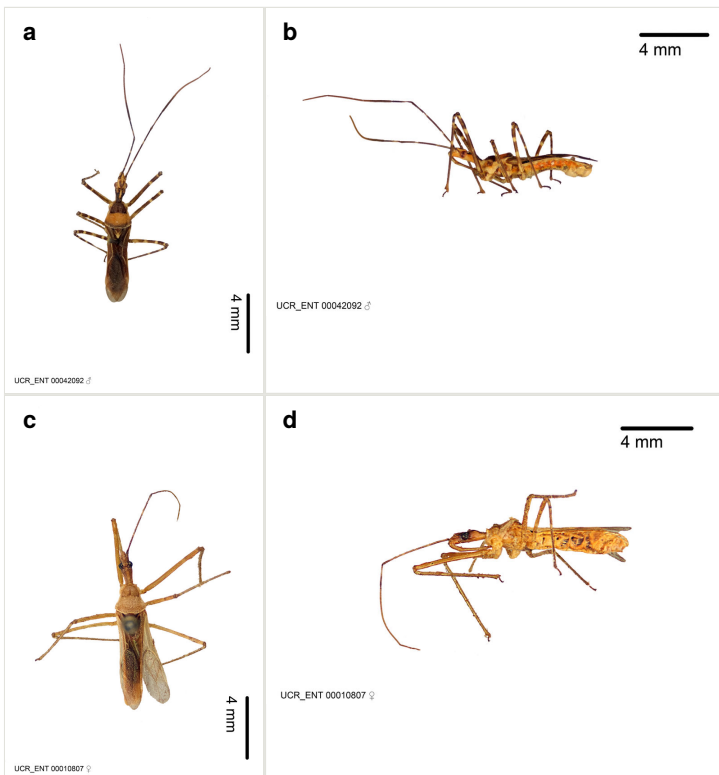 a
4 mm
UCR_ENT 00042092 ♂
b
4 mm
UCR_ENT 00042092 ♂
c
4 mm
UCR_ENT 00010807 ♀
d
4 mm
UCR_ENT 00010807 ♀